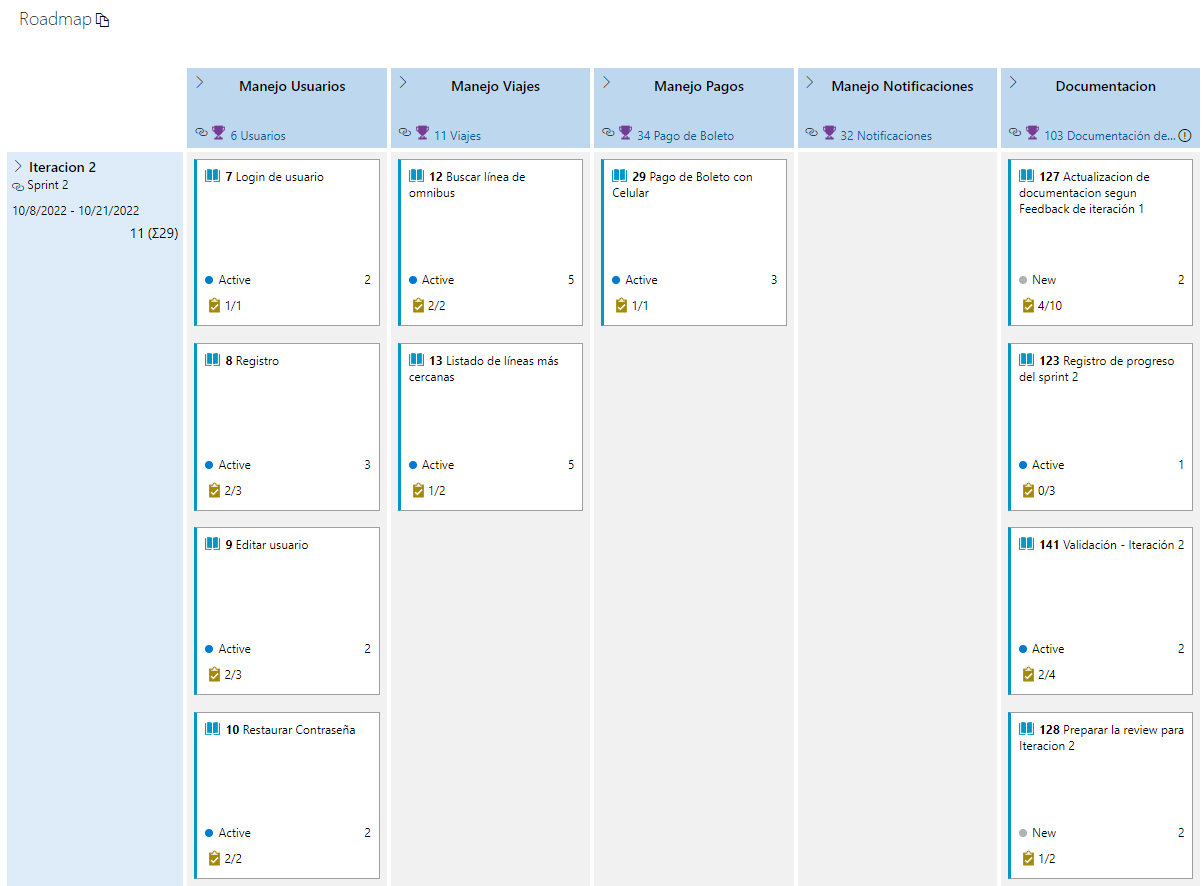 Roadmap
Manejo Usuarios
6 Usuarios
Manejo Viajes
11 Viajes
Manejo Pagos
34 Pago de Boleto
Manejo Notificaciones
32 Notificaciones
Documentacion
103 Documentación de...
Iteracion 2
Sprint 2
10/8/2022 - 10/21/2022
11 (Σ29)
7 Login de usuario
Active 2
1/1
8 Registro
Active 3
2/3
9 Editar usuario
Active 2
2/3
10 Restaurar Contraseña
Active 2
2/2
12 Buscar línea de
omnibus
Active 5
2/2
13 Listado de líneas más
cercanas
Active 5
1/2
29 Pago de Boleto con
Celular
Active 3
1/1
127 Actualizacion de
documentacion segun
Feedback de iteración 1
New 2
4/10
123 Registro de progreso
del sprint 2
Active 1
0/3
141 Validación - Iteración 2
Active 2
2/4
128 Preparar la review para
Iteracion 2
New 2
1/2